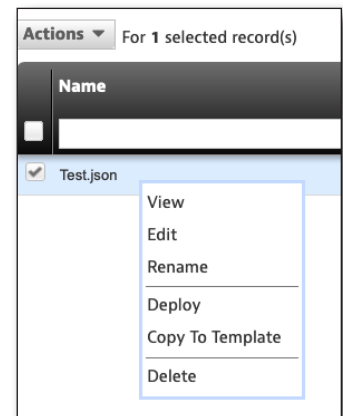 Actions For 1 selected record(s)
Name
Test.json
View
Edit
Rename
Deploy
Copy To Template
Delete